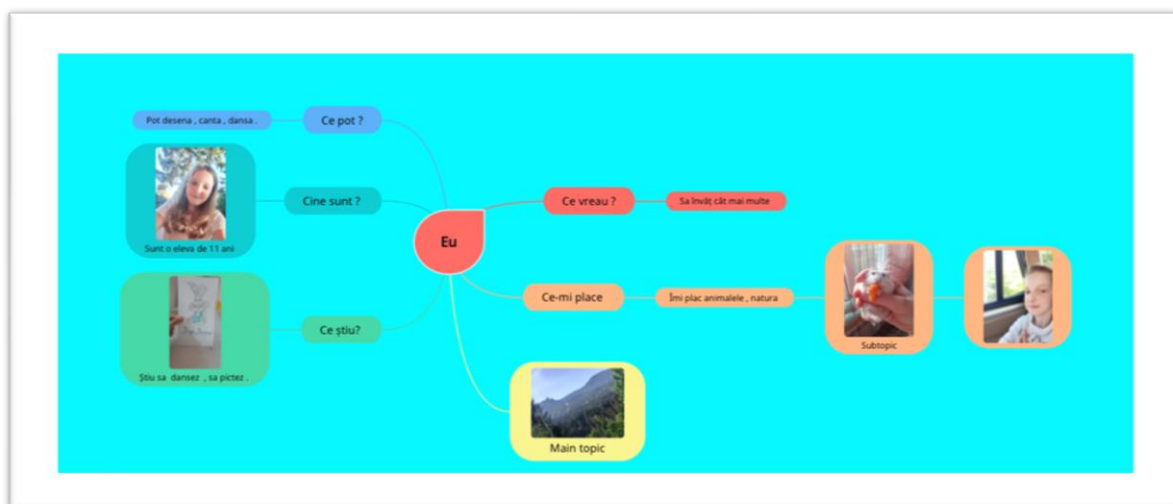 Pot desena , canta , dansa .
Ce pot ?
Cine sunt ?
Sunt o eleva de 11 ani
Ce știu?
Știu sa dansez , sa pictez .
Eu
Ce vreau ?
Sa învăț cât mai multe
Ce-mi place
Îmi plac animalele , natura
Subtopic
Main topic